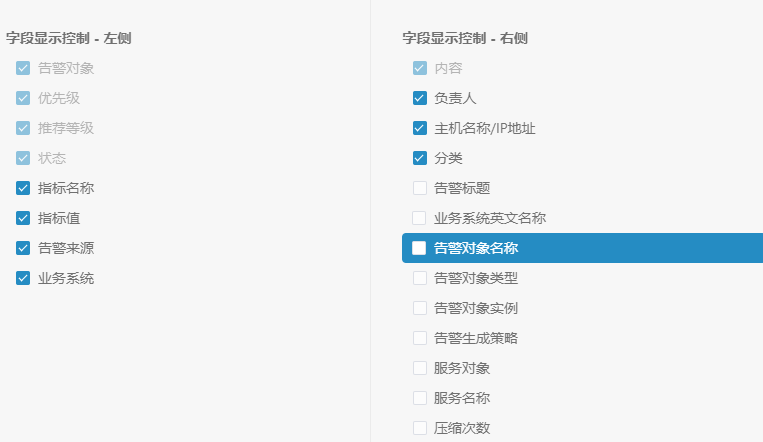 字段显示控制 - 左侧
告警对象
优先级
推荐等级
状态
指标名称
指标值
告警来源
业务系统
字段显示控制 - 右侧
内容
负责人
主机名称/IP地址
分类
告警标题
业务系统英文名称
告警对象名称
告警对象类型
告警对象实例
告警生成策略
服务对象
服务名称
压缩次数